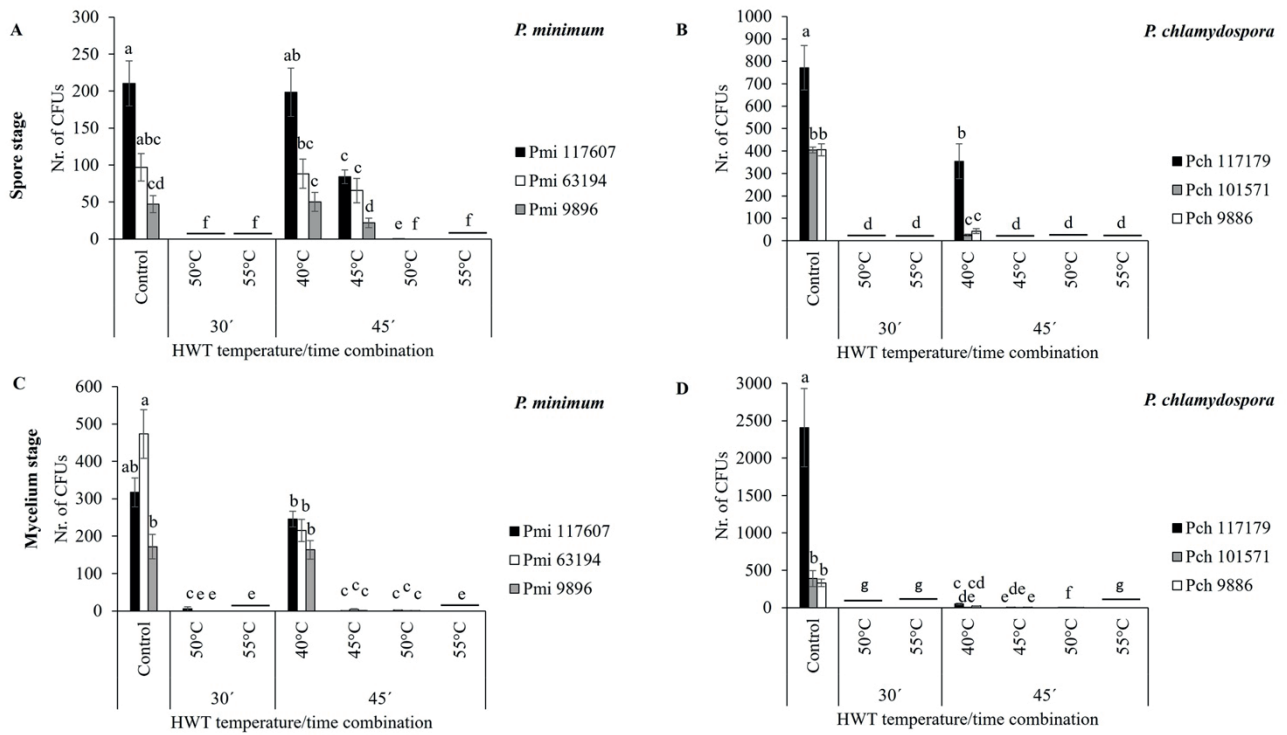 A
P. minimum
Spore stage
Nr. of CFUs
300
250
200
150
100
50
0
a
abc
cd
f
f
ab
bc
c
c
c
d
e
f
f
Control
50°C
55°C
40°C
45°C
50°C
55°C
30´
45´
HWT temperature/time combination
Pmi 117607
Pmi 63194
Pmi 9896
B
P. chlamydospora
Nr. of CFUs
1000
900
800
700
600
500
400
300
200
100
0
a
bb
d
d
b
c
c
d
d
d
Control
50°C
55°C
40°C
45°C
50°C
55°C
30´
45´
HWT temperature/time combination
Pch 117179
Pch 101571
Pch 9886
C
P. minimum
Mycelium stage
Nr. of CFUs
600
500
400
300
200
100
0
ab
a
b
c e e
e
b
b
b
c c c
c c c
e
Control
50°C
55°C
40°C
45°C
50°C
55°C
30´
45´
HWT temperature/time combination
Pmi 117607
Pmi 63194
Pmi 9896
D
P. chlamydospora
Nr. of CFUs
3000
2500
2000
1500
1000
500
0
a
b
b
g
g
c
de
cd
e
de
e
f
g
Control
50°C
55°C
40°C
45°C
50°C
55°C
30´
45´
HWT temperature/time combination
Pch 117179
Pch 101571
Pch 9886